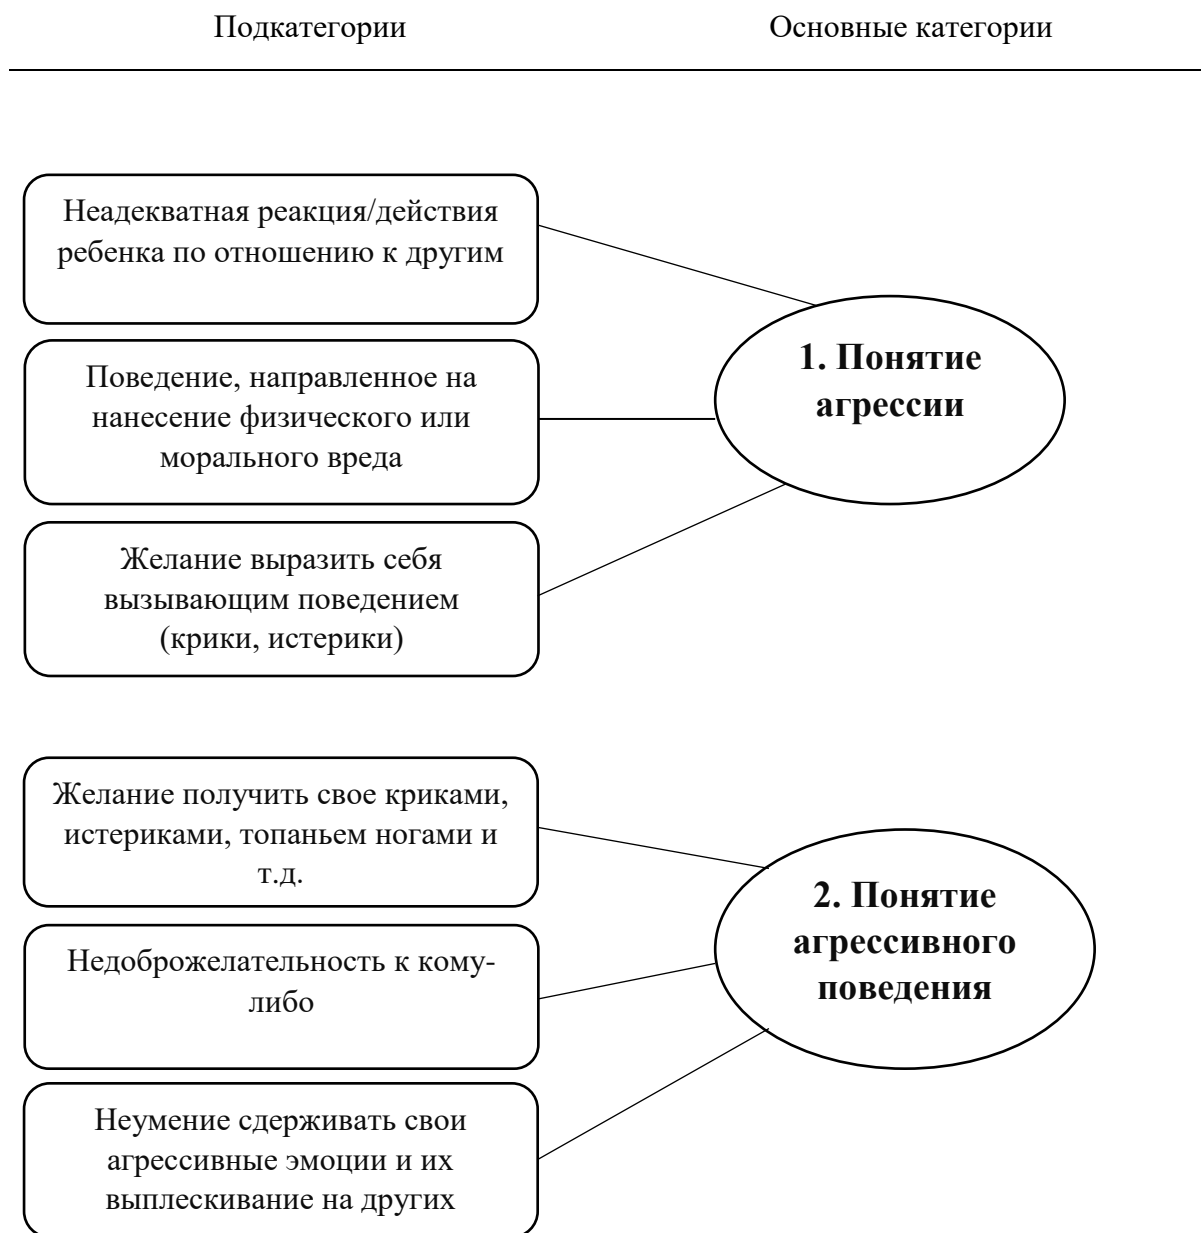 Подкатегории
Основные категории
Неадекватная реакция/действия
ребенка по отношению к другим
Поведение, направленное на
нанесение физического или
морального вреда
Желание выразить себя
вызывающим поведением
(крики, истерики)
1. Понятие
агрессии
Желание получить свое криками,
истериками, топаньем ногами и
т.д.
Недоброжелательность к кому-
либо
Неумение сдерживать свои
агрессивные эмоции и их
выплескивание на других
2. Понятие
агрессивного
поведения